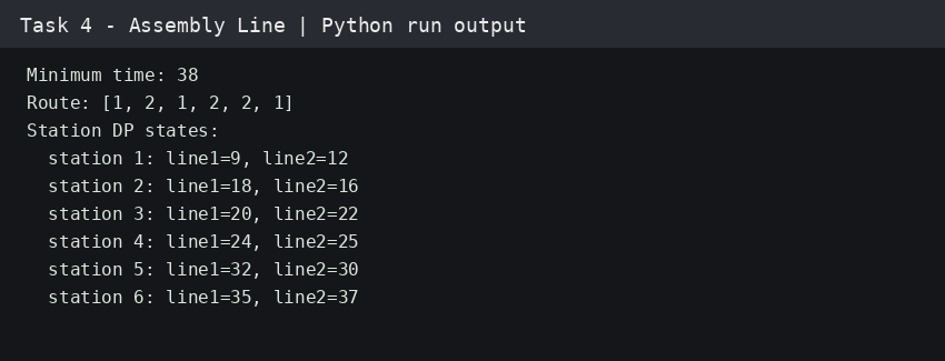 Task 4 - Assembly Line | Python run output
Minimum time: 38
Route: [1, 2, 1, 2, 2, 1]
Station DP states:
  station 1: line1=9, line2=12
  station 2: line1=18, line2=16
  station 3: line1=20, line2=22
  station 4: line1=24, line2=25
  station 5: line1=32, line2=30
  station 6: line1=35, line2=37